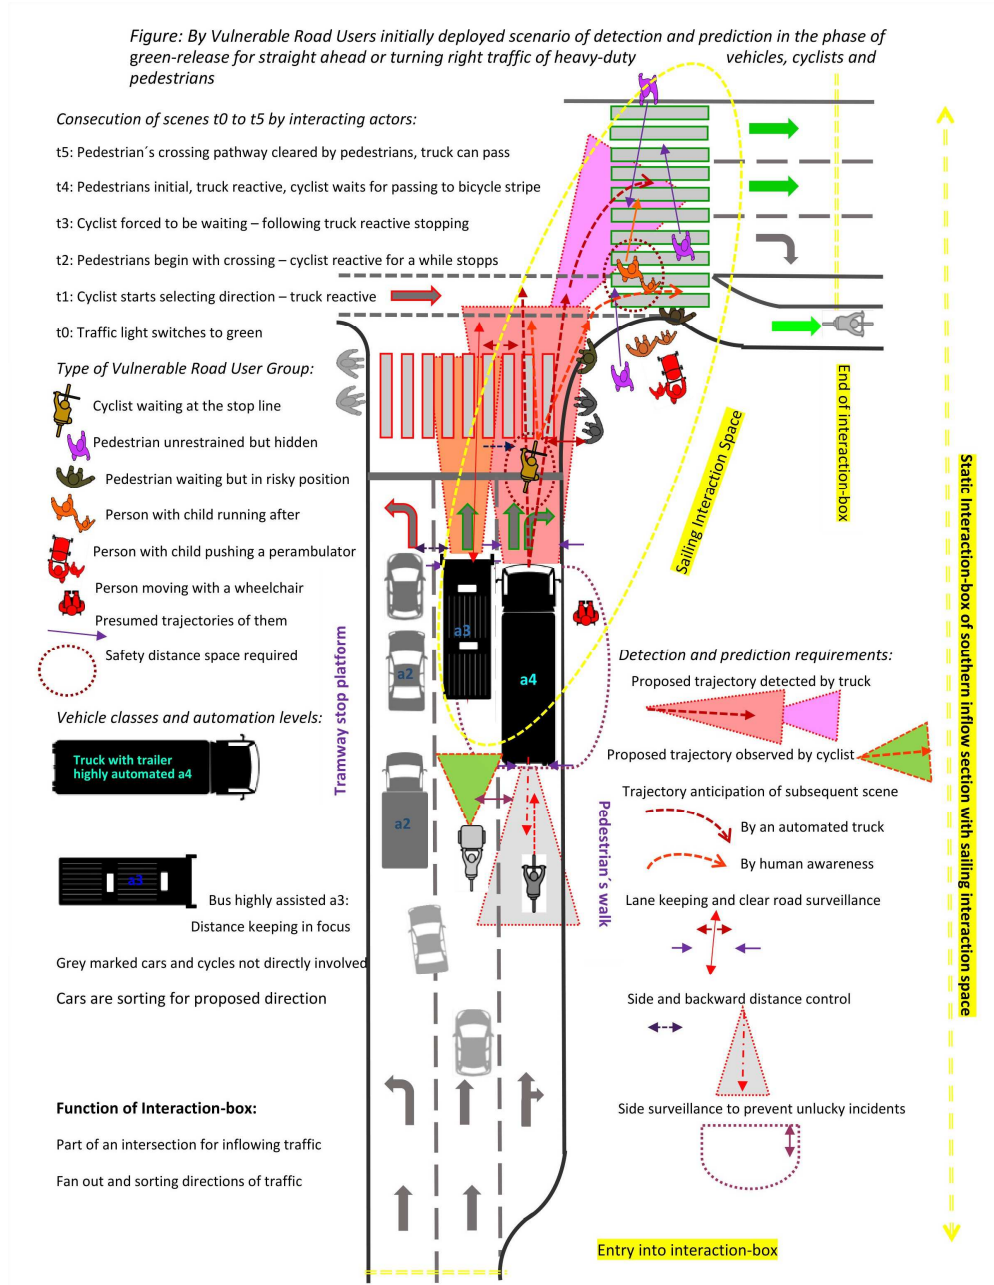 Figure: By Vulnerable Road Users initially deployed scenario of detection and prediction in the phase of
green-release for straight ahead or turning right traffic of heavy-duty vehicles, cyclists and
pedestrians
Consecution of scenes t0 to t5 by interacting actors:
t5: Pedestrian´s crossing pathway cleared by pedestrians, truck can pass
t4: Pedestrians initial, truck reactive, cyclist waits for passing to bicycle stripe
t3: Cyclist forced to be waiting – following truck reactive stopping
t2: Pedestrians begin with crossing – cyclist reactive for a while stopps
t1: Cyclist starts selecting direction – truck reactive
t0: Traffic light switches to green
Type of Vulnerable Road User Group:
Cyclist waiting at the stop line
Pedestrian unrestrained but hidden
Pedestrian waiting but in risky position
Person with child running after
Person with child pushing a perambulator
Person moving with a wheelchair
Presumed trajectories of them
Safety distance space required
Vehicle classes and automation levels:
Truck with trailer
highly automated a4
a3
Bus highly assisted a3:
Distance keeping in focus
Grey marked cars and cycles not directly involved
Cars are sorting for proposed direction
Function of Interaction-box:
Part of an intersection for inflowing traffic
Fan out and sorting directions of traffic
Tramway stop platform
a3
a2
a4
a2
Pedestrian´s walk
Sailing Interaction Space
End of interaction-box
Static Interaction-box of southern inflow section with sailing interaction space
Detection and prediction requirements:
Proposed trajectory detected by truck
Proposed trajectory observed by cyclist
Trajectory anticipation of subsequent scene
By an automated truck
By human awareness
Lane keeping and clear road surveillance
Side and backward distance control
Side surveillance to prevent unlucky incidents
Entry into interaction-box